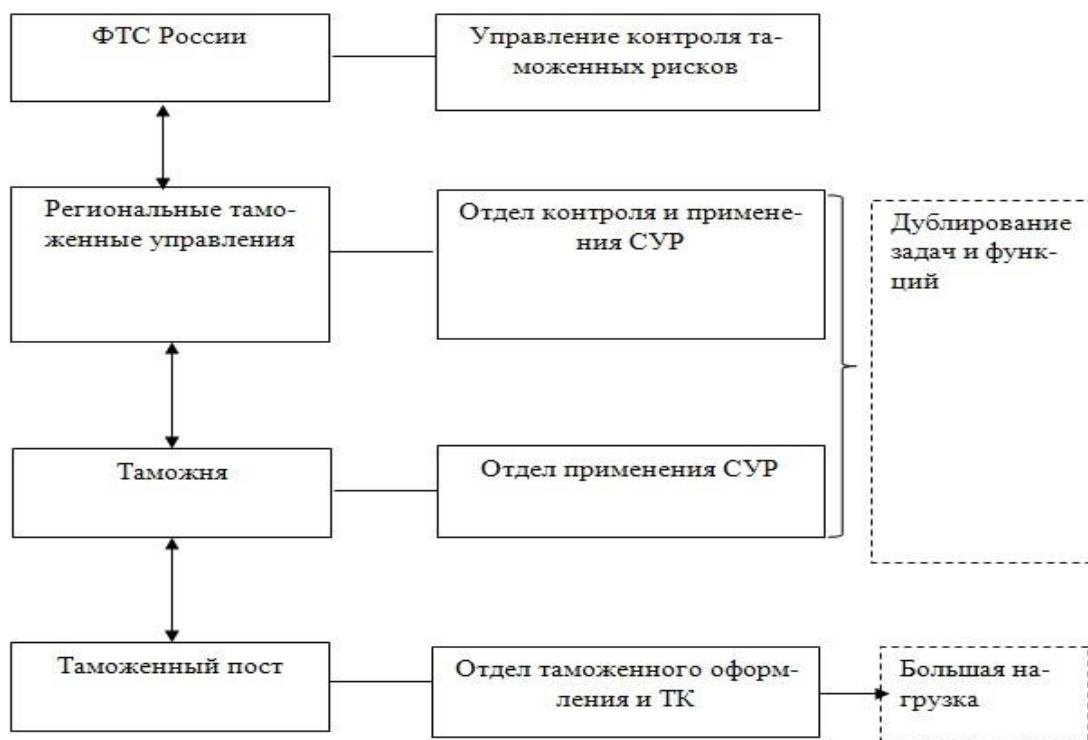 ФТС России
Управление контроля та-
моженных рисков
Региональные тамо-
женные управления
Отдел контроля и примене-
ния СУР
Дублирование
задач и функ-
ций
Таможня
Отдел применения СУР
Таможенный пост
Отдел таможенного оформ-
ления и ТК
Большая на-
грузка